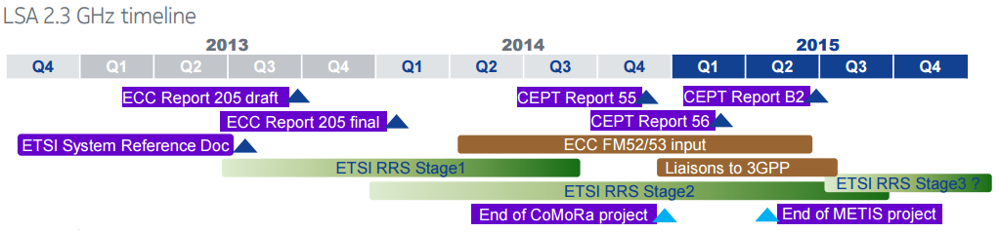 LSA 2.3 GHz timeline
2013 2014 2015
Q4 Q1 Q2 Q3 Q4 Q1 Q2 Q3 Q4 Q1 Q2 Q3 Q4
ECC Report 205 draft CEPT Report 55 CEPT Report B2
ECC Report 205 final CEPT Report 56
ETSI System Reference Doc ECC FM52/53 input
ETSI RRS Stage1 Liaisons to 3GPP
ETSI RRS Stage2 ETSI RRS Stage3 ?
End of CoMoRa project End of METIS project